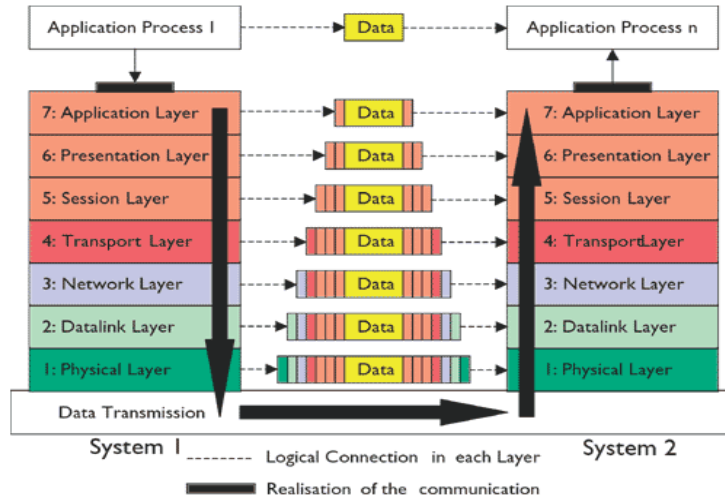 Application Process 1
Data
Application Process n
7: Application Layer
Data
7: Application Layer
6: Presentation Layer
Data
6: Presentation Layer
5: Session Layer
Data
5: Session Layer
4: Transport Layer
Data
4: TransportLayer
3: Network Layer
Data
3: Network Layer
2: Datalink Layer
Data
2: Datalink Layer
1: Physical Layer
Data
1: Physical Layer
Data Transmission
System 1
System 2
Logical Connection in each Layer
Realisation of the communication